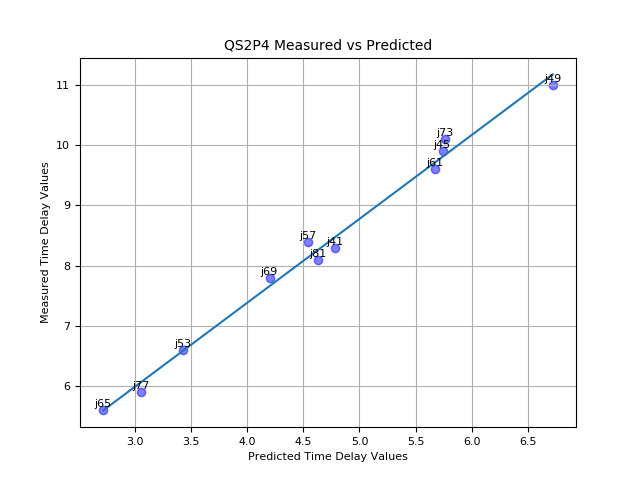 QS2P4 Measured vs Predicted
11
10
9
8
7
6
Measured Time Delay Values
j49
j73
j45
j61
j57
j41
j81
j69
j53
j77
j65
3.0 3.5 4.0 4.5 5.0 5.5 6.0 6.5
Predicted Time Delay Values